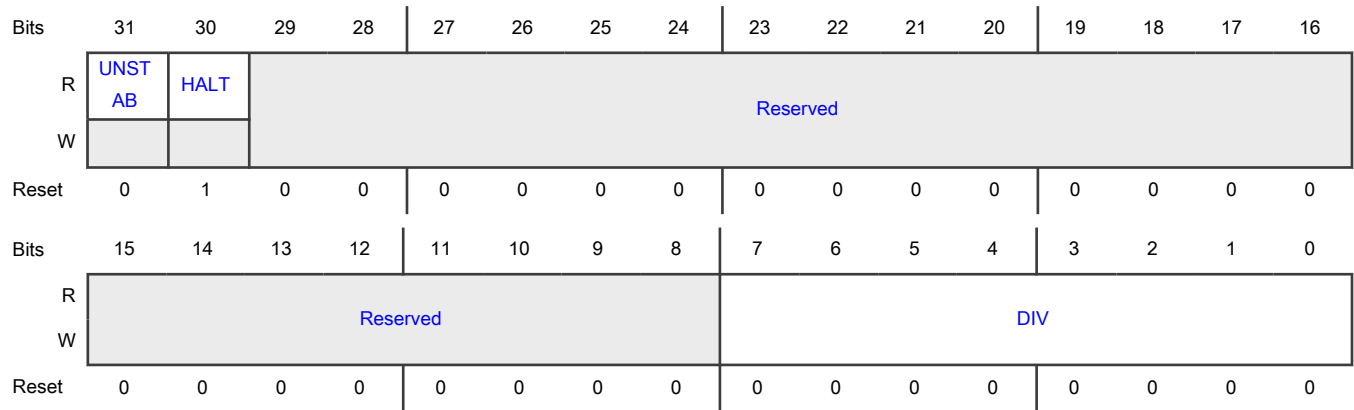 Bits 31 30 29 28 27 26 25 24 23 22 21 20 19 18 17 16
R UNST AB HALT Reserved
W
Reset 0 1 0 0 0 0 0 0 0 0 0 0 0 0 0 0
Bits 15 14 13 12 11 10 9 8 7 6 5 4 3 2 1 0
R Reserved DIV
W
Reset 0 0 0 0 0 0 0 0 0 0 0 0 0 0 0 0